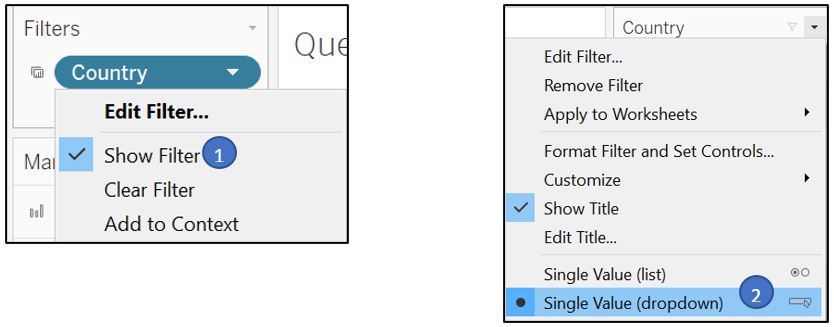 Filters
Que
Country
Edit Filter...
Show Filter
1
Clear Filter
Add to Context
Mar
Country
Edit Filter...
Remove Filter
Apply to Worksheets
Format Filter and Set Controls...
Customize
Show Title
Edit Title...
Single Value (list)
Single Value (dropdown)
2